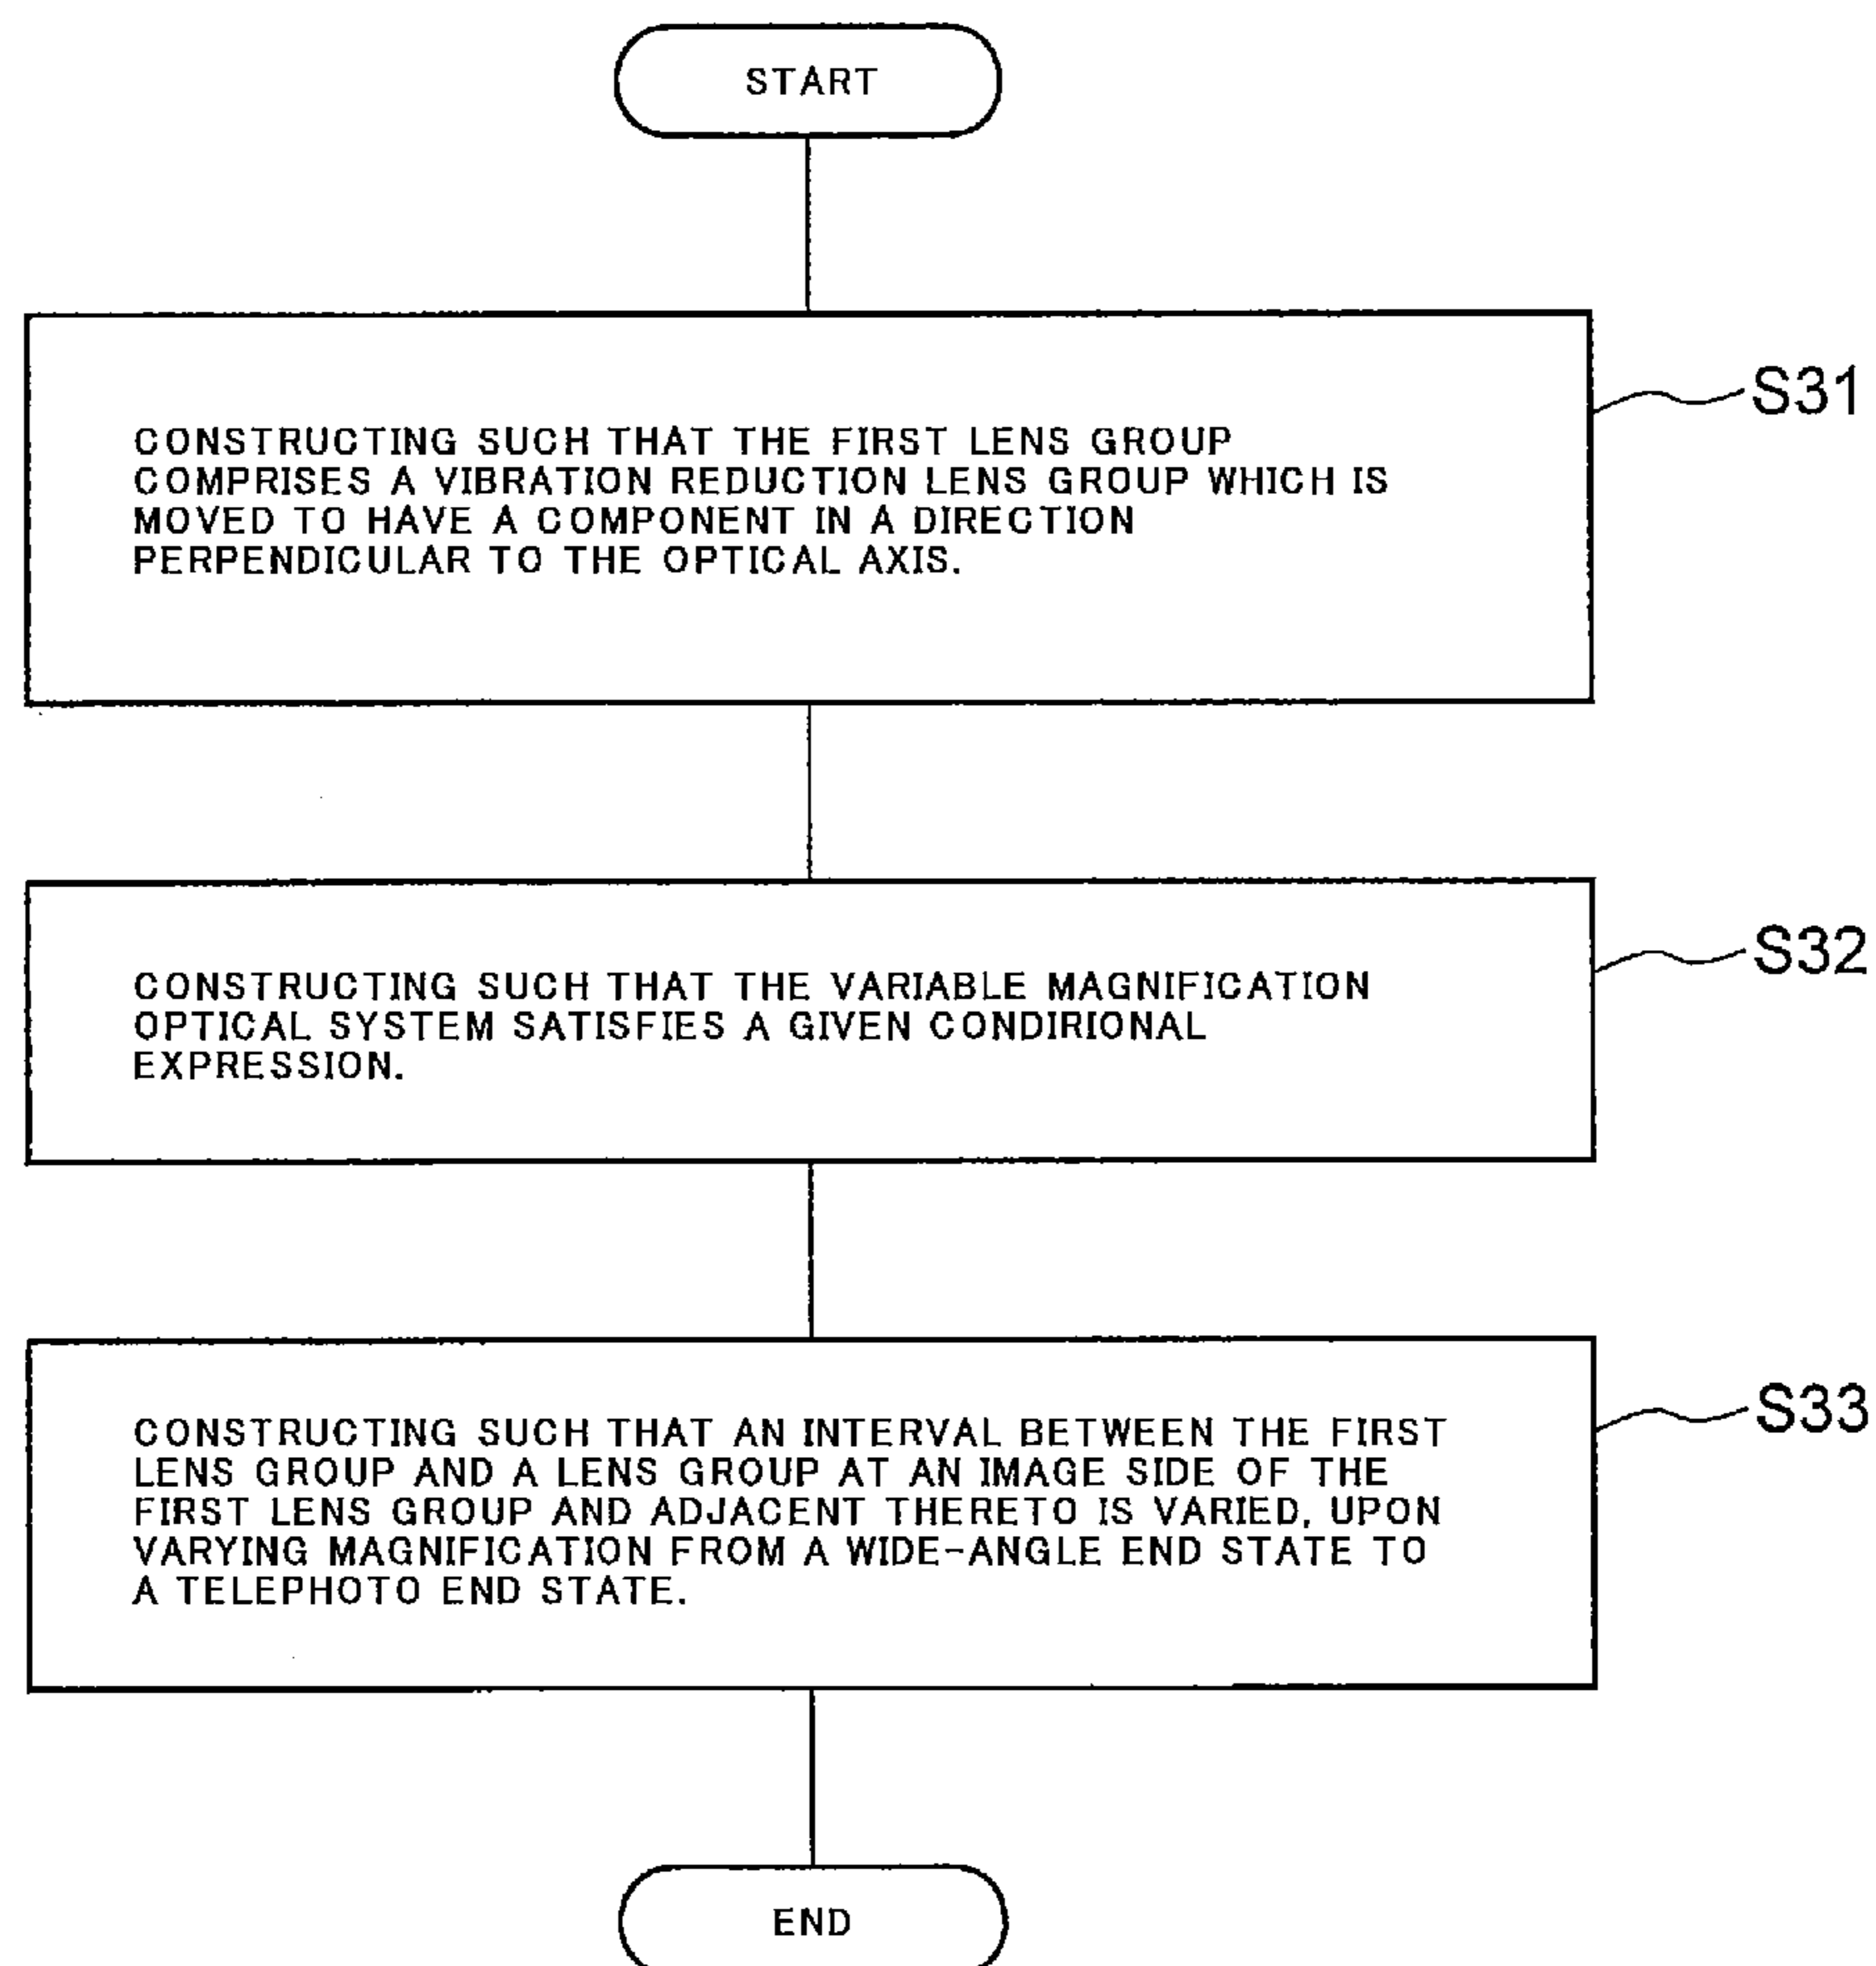 START
CONSTRUCTING SUCH THAT THE FIRST LENS GROUP
COMPRISES A VIBRATION REDUCTION LENS GROUP WHICH IS
MOVED TO HAVE A COMPONENT IN A DIRECTION
PERPENDICULAR TO THE OPTICAL AXIS.
S31
CONSTRUCTING SUCH THAT THE VARIABLE MAGNIFICATION
OPTICAL SYSTEM SATISFIES A GIVEN CONDIRIONAL
EXPRESSION.
S32
CONSTRUCTING SUCH THAT AN INTERVAL BETWEEN THE FIRST
LENS GROUP AND A LENS GROUP AT AN IMAGE SIDE OF THE
FIRST LENS GROUP AND ADJACENT THERETO IS VARIED, UPON
VARYING MAGNIFICATION FROM A WIDE-ANGLE END STATE TO
A TELEPHOTO END STATE.
S33
END